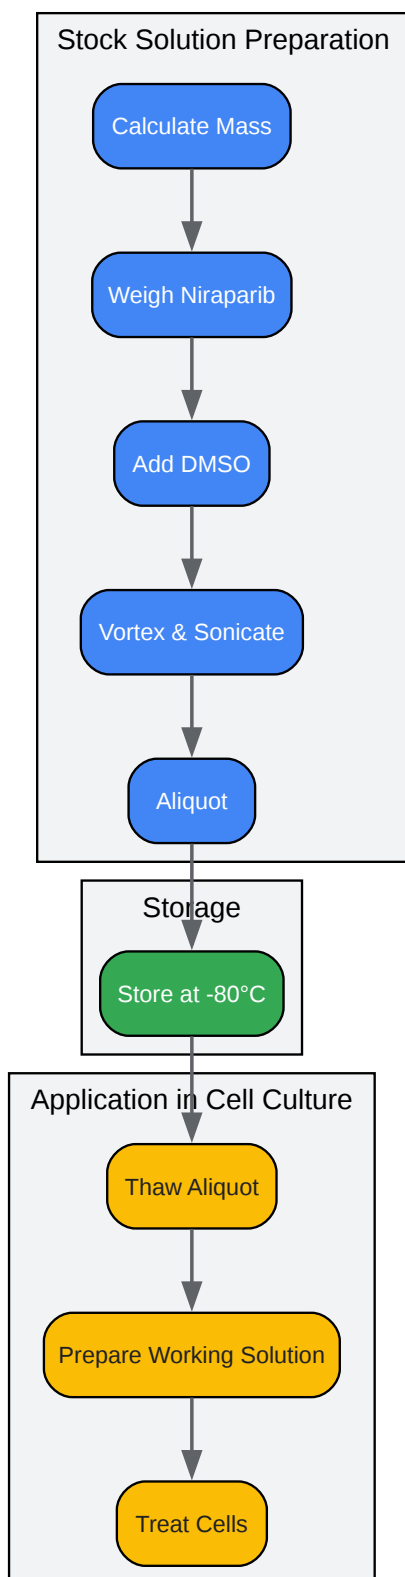 Stock Solution Preparation
Calculate Mass
Weigh Niraparib
Add DMSO
Vortex & Sonicate
Aliquot
Storage
Store at -80°C
Application in Cell Culture
Thaw Aliquot
Prepare Working Solution
Treat Cells